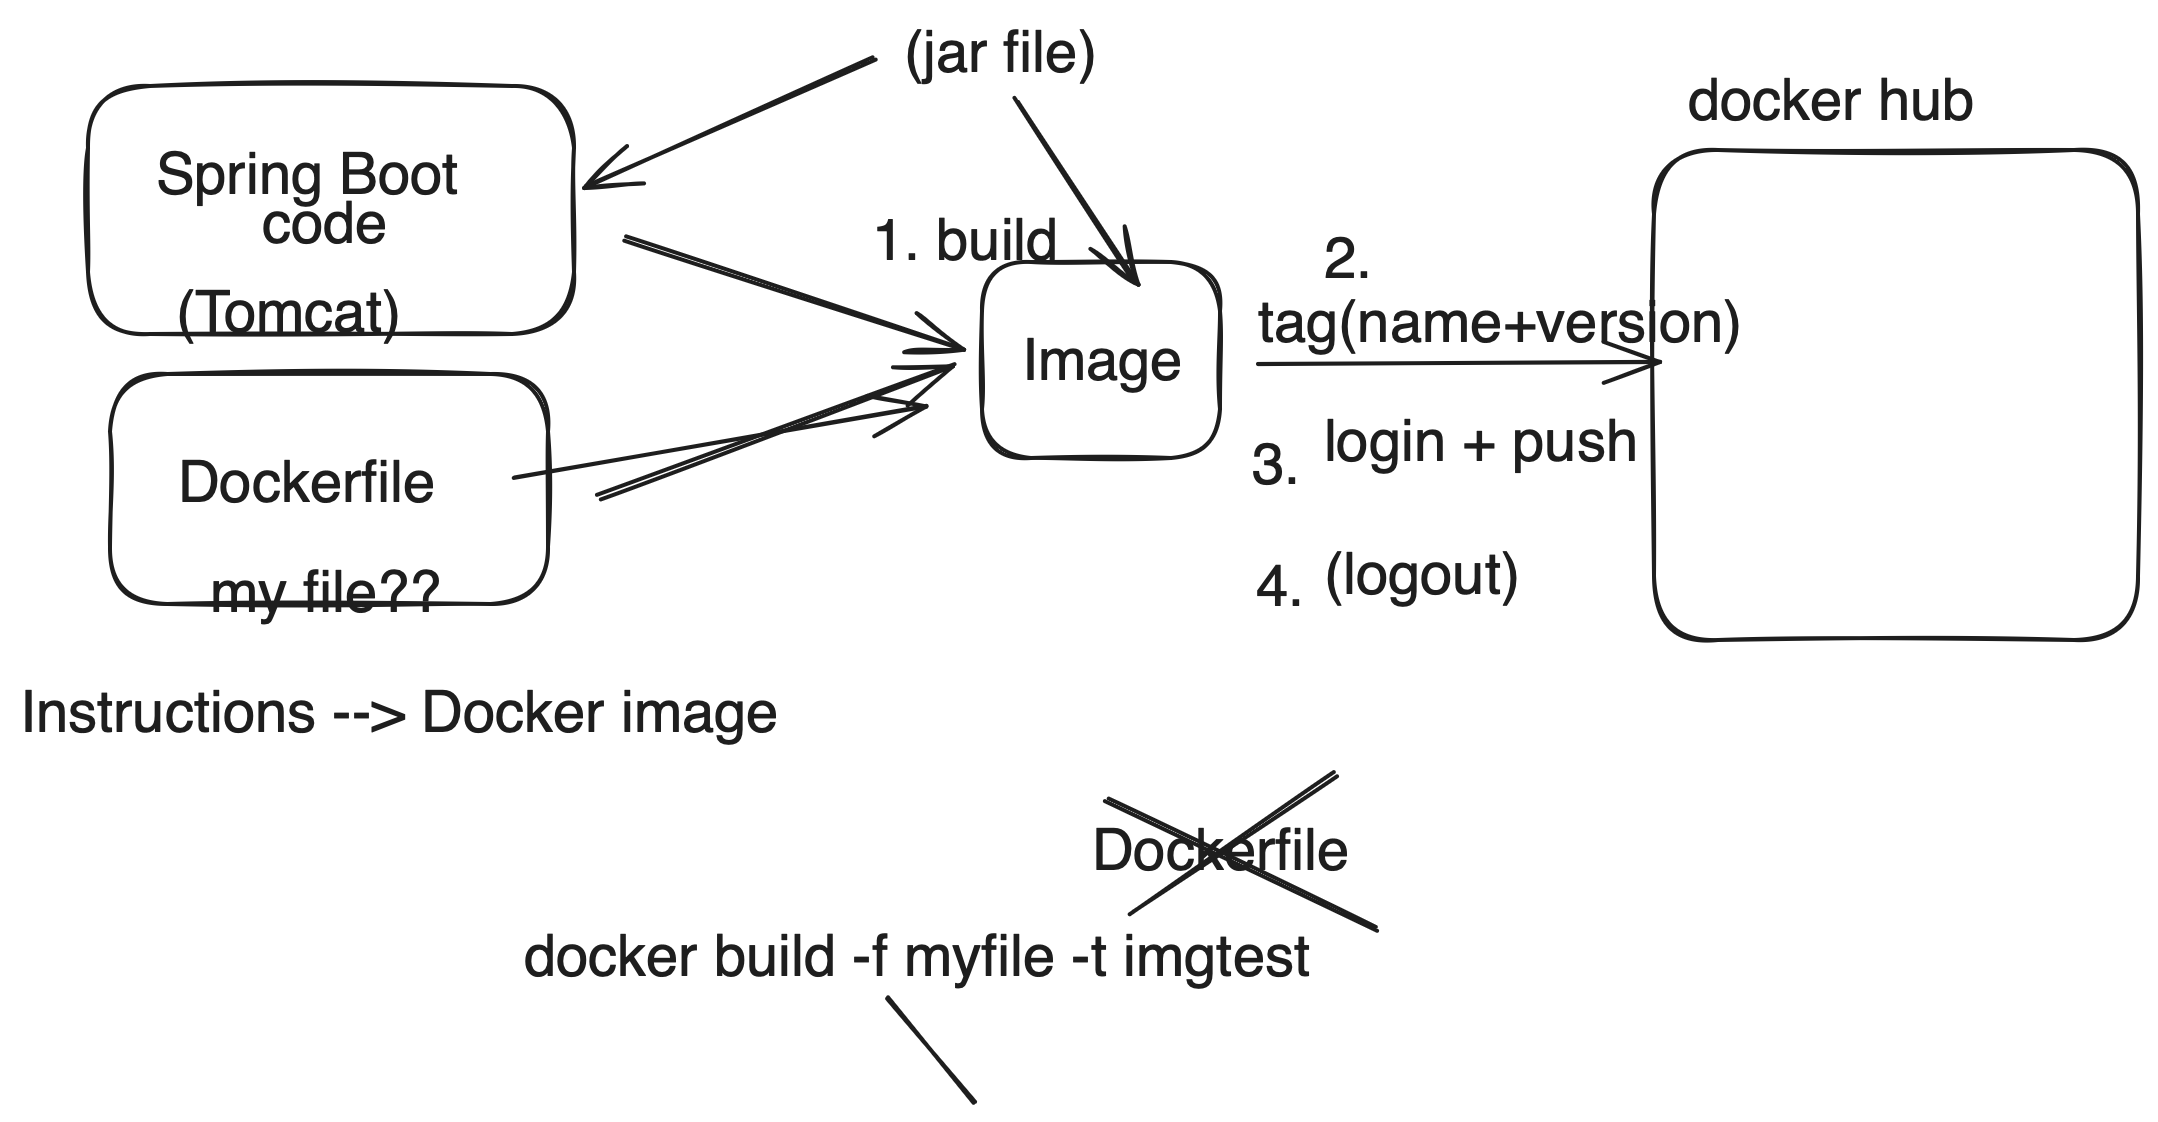 (jar file)
docker hub
Spring Boot
code
(Tomcat)
1. build
2.
tag(name+version)
Image
3.
login + push
4.
(logout)
Dockerfile
my file??
Instructions --> Docker image
Dockerfile
docker build -f myfile -t imgtest